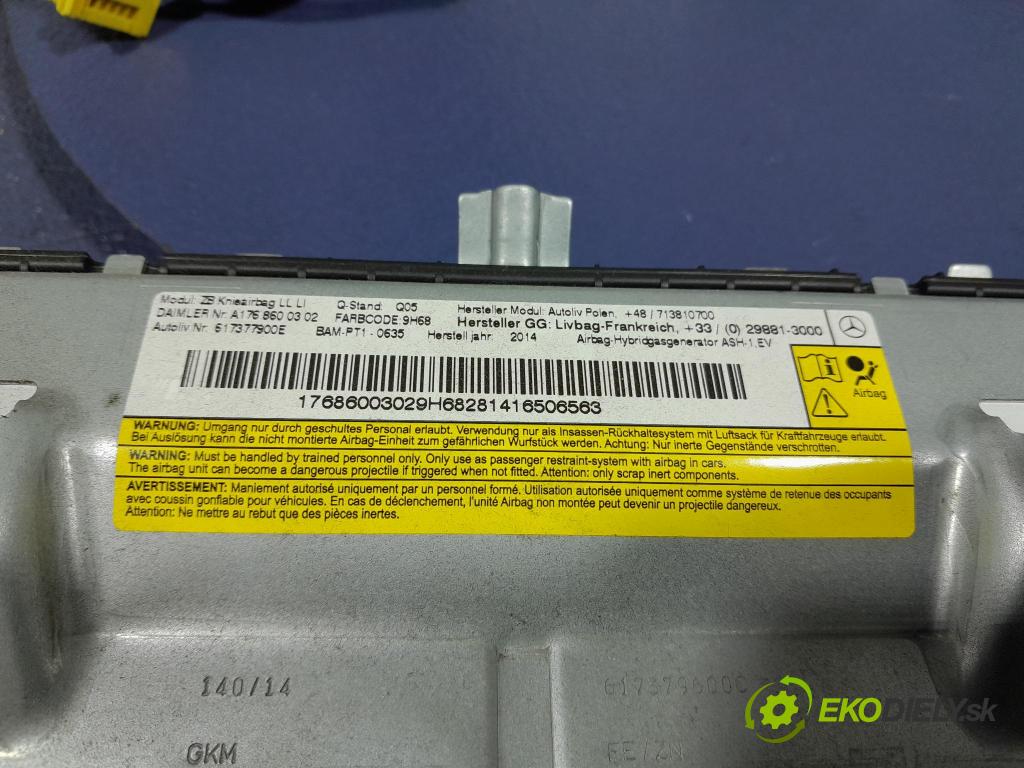 Modul: ZB Knieairbag LL LI Q-Stand: Q05 Hersteller Modul: Autoliv Polen, +48 / 713810700
DAIMLER Nr. A 176 860 03 02 FARBCODE: 9H68 Hersteller GG: Livbag-Frankreich, +33 / (0) 29881-3000
Autoliv Nr: 617377900E BAM-PT1 - 0635 Herstelljahr: 2014 Airbag-Hybridgasgenerator ASH-1.EV
Airbag
17686003029H68281416506563
WARNUNG: Umgang nur durch geschultes Personal erlaubt. Verwendung nur als Insassen-Rückhaltesystem mit Luftsack für Kraftfahrzeuge erlaubt.
Bei Auslösung kann die nicht montierte Airbag-Einheit zum gefährlichen Wurfstück werden. Achtung: Nur inerte Gegenstände verschrotten.
WARNING: Must be handled by trained personnel only. Only use as passenger restraint-system with airbag in cars.
The airbag unit can become a dangerous projectile if triggered when not fitted. Attention: only scrap inert components.
AVERTISSEMENT: Maniement autorisé uniquement par un personnel formé. Utilisation autorisée uniquement comme système de retenue des occupants
avec coussin gonflable pour véhicules. En cas de déclenchement, l'unité Airbag non montée peut devenir un projectile dangereux.
Attention: Ne mettre au rebut que des pièces inertes.
140/14 617379600C
GKM EE/ZN
EKODIELY.sk